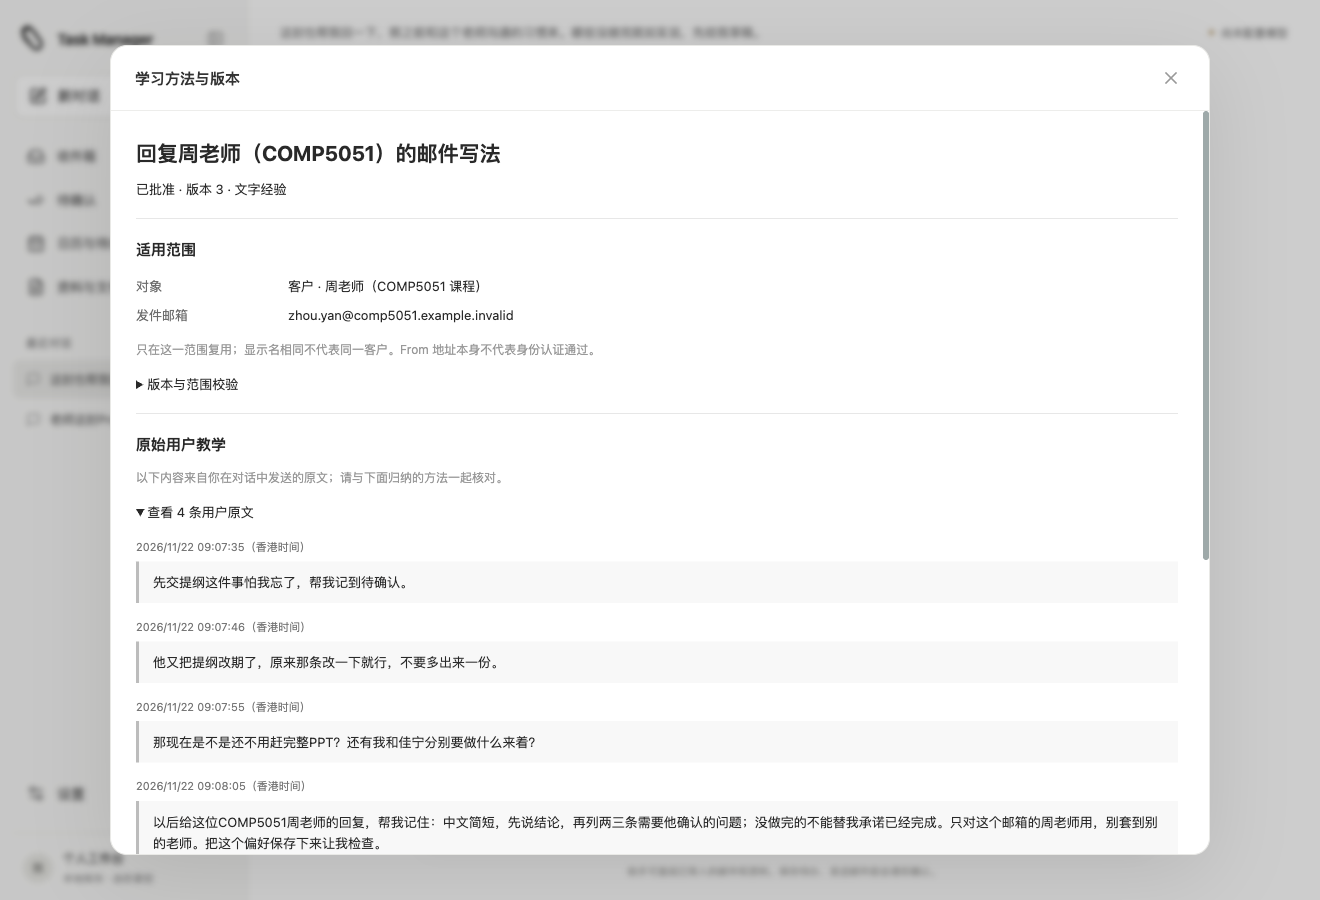 Task Manager
学习方法与版本
回复周老师（COMP5051）的邮件写法
已批准 · 版本 3 · 文字经验
适用范围
对象 客户 · 周老师（COMP5051 课程）
发件邮箱 zhou.yan@comp5051.example.invalid
只在这一范围复用；显示名相同不代表同一客户。From 地址本身不代表身份认证通过。
版本与范围校验
原始用户教学
以下内容来自你在对话中发送的原文；请与下面归纳的方法一起核对。
查看 4 条用户原文
2026/11/22 09:07:35（香港时间）
先交提纲这件事怕我忘了，帮我记到待确认。
2026/11/22 09:07:46（香港时间）
他又把提纲改期了，原来那条改一下就行，不要多出来一份。
2026/11/22 09:07:55（香港时间）
那现在是不是还不用赶完整PPT？还有我和佳宁分别要做什么来着？
2026/11/22 09:08:05（香港时间）
以后给这位COMP5051周老师的回复，帮我记住：中文简短，先说结论，再列两三条需要他确认的问题；没做完的不能替我承诺已经完成。只对这个邮箱的周老师用，别套到别
的老师。把这个偏好保存下来让我检查。
设置